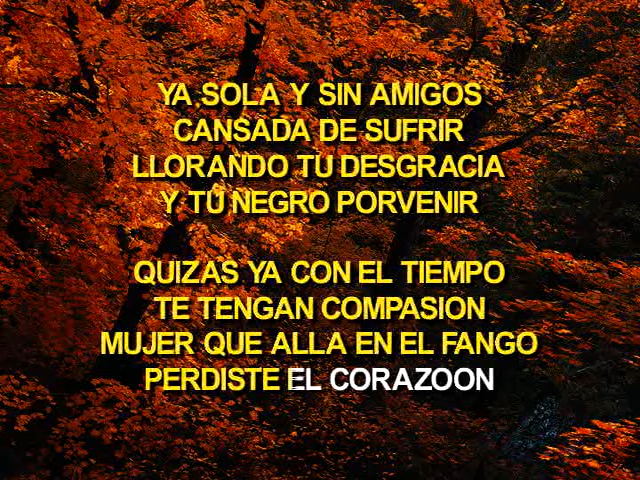 YA SOLA Y SIN AMIGOS
CANSADA DE SUFRIR
LLORANDO TU DESGRACIA
Y TU NEGRO PORVENIR
QUIZAS YA CON EL TIEMPO
TE TENGAN COMPASION
MUJER QUE ALLA EN EL FANGO
PERDISTE EL CORAZOON